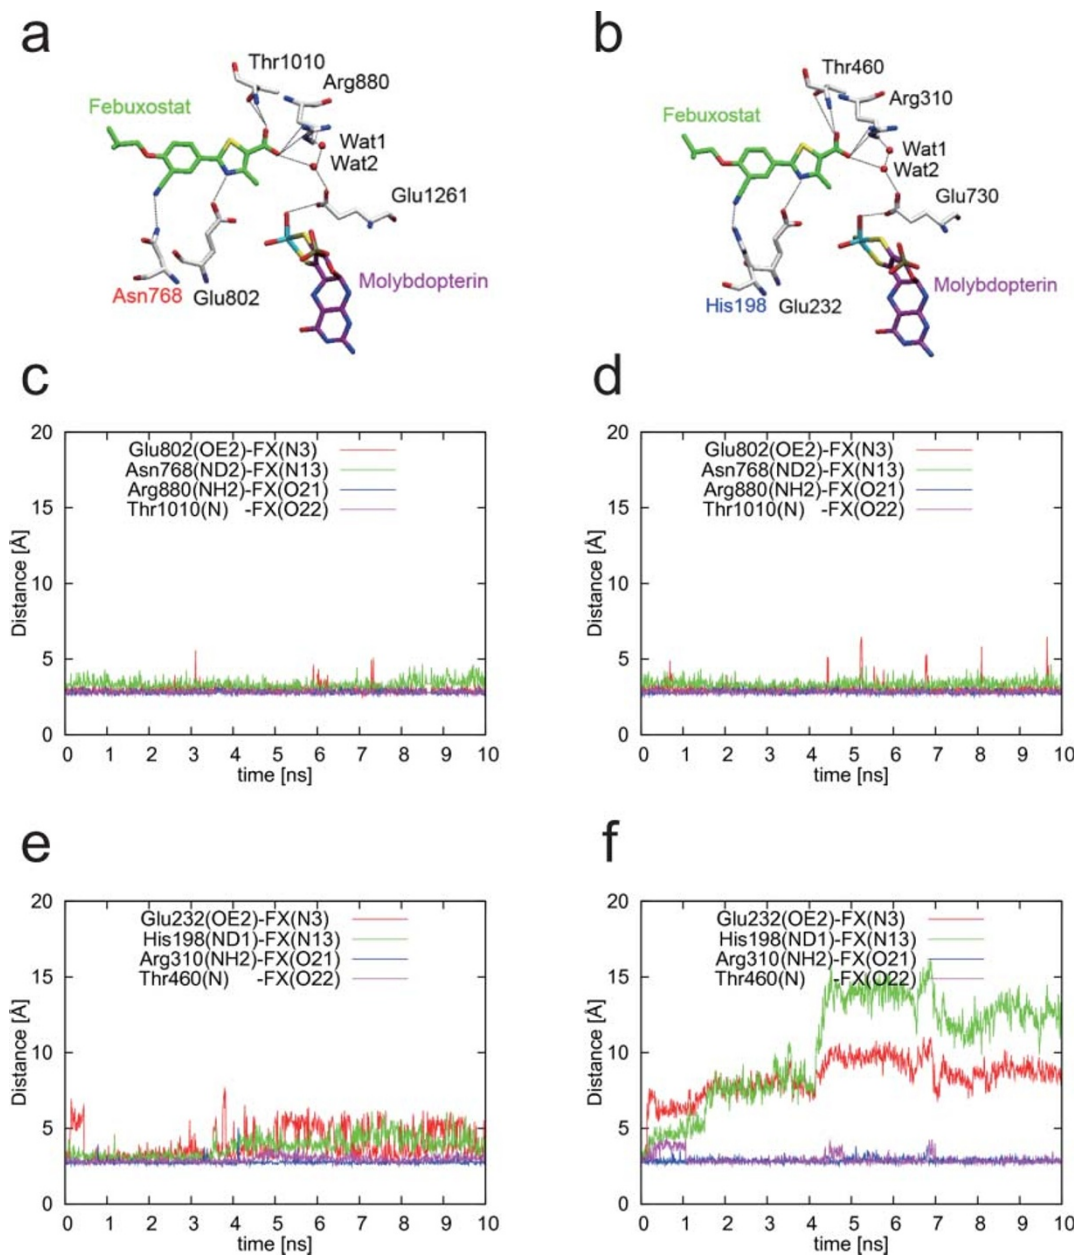 a
Thr1010
Arg880
Febuxostat
Wat1
Wat2
Glu1261
Molybdopterin
Asn768
Glu802
b
Thr460
Arg310
Febuxostat
Wat1
Wat2
Glu730
Molybdopterin
His198
Glu232
c
Glu802(OE2)-FX(N3)
Asn768(ND2)-FX(N13)
Arg880(NH2)-FX(O21)
Thr1010(N) -FX(O22)
20
15
10
5
0
Distance [Å]
0 1 2 3 4 5 6 7 8 9 10
time [ns]
d
Glu802(OE2)-FX(N3)
Asn768(ND2)-FX(N13)
Arg880(NH2)-FX(O21)
Thr1010(N) -FX(O22)
20
15
10
5
0
Distance [Å]
0 1 2 3 4 5 6 7 8 9 10
time [ns]
e
Glu232(OE2)-FX(N3)
His198(ND1)-FX(N13)
Arg310(NH2)-FX(O21)
Thr460(N) -FX(O22)
20
15
10
5
0
Distance [Å]
0 1 2 3 4 5 6 7 8 9 10
time [ns]
f
Glu232(OE2)-FX(N3)
His198(ND1)-FX(N13)
Arg310(NH2)-FX(O21)
Thr460(N) -FX(O22)
20
15
10
5
0
Distance [Å]
0 1 2 3 4 5 6 7 8 9 10
time [ns]